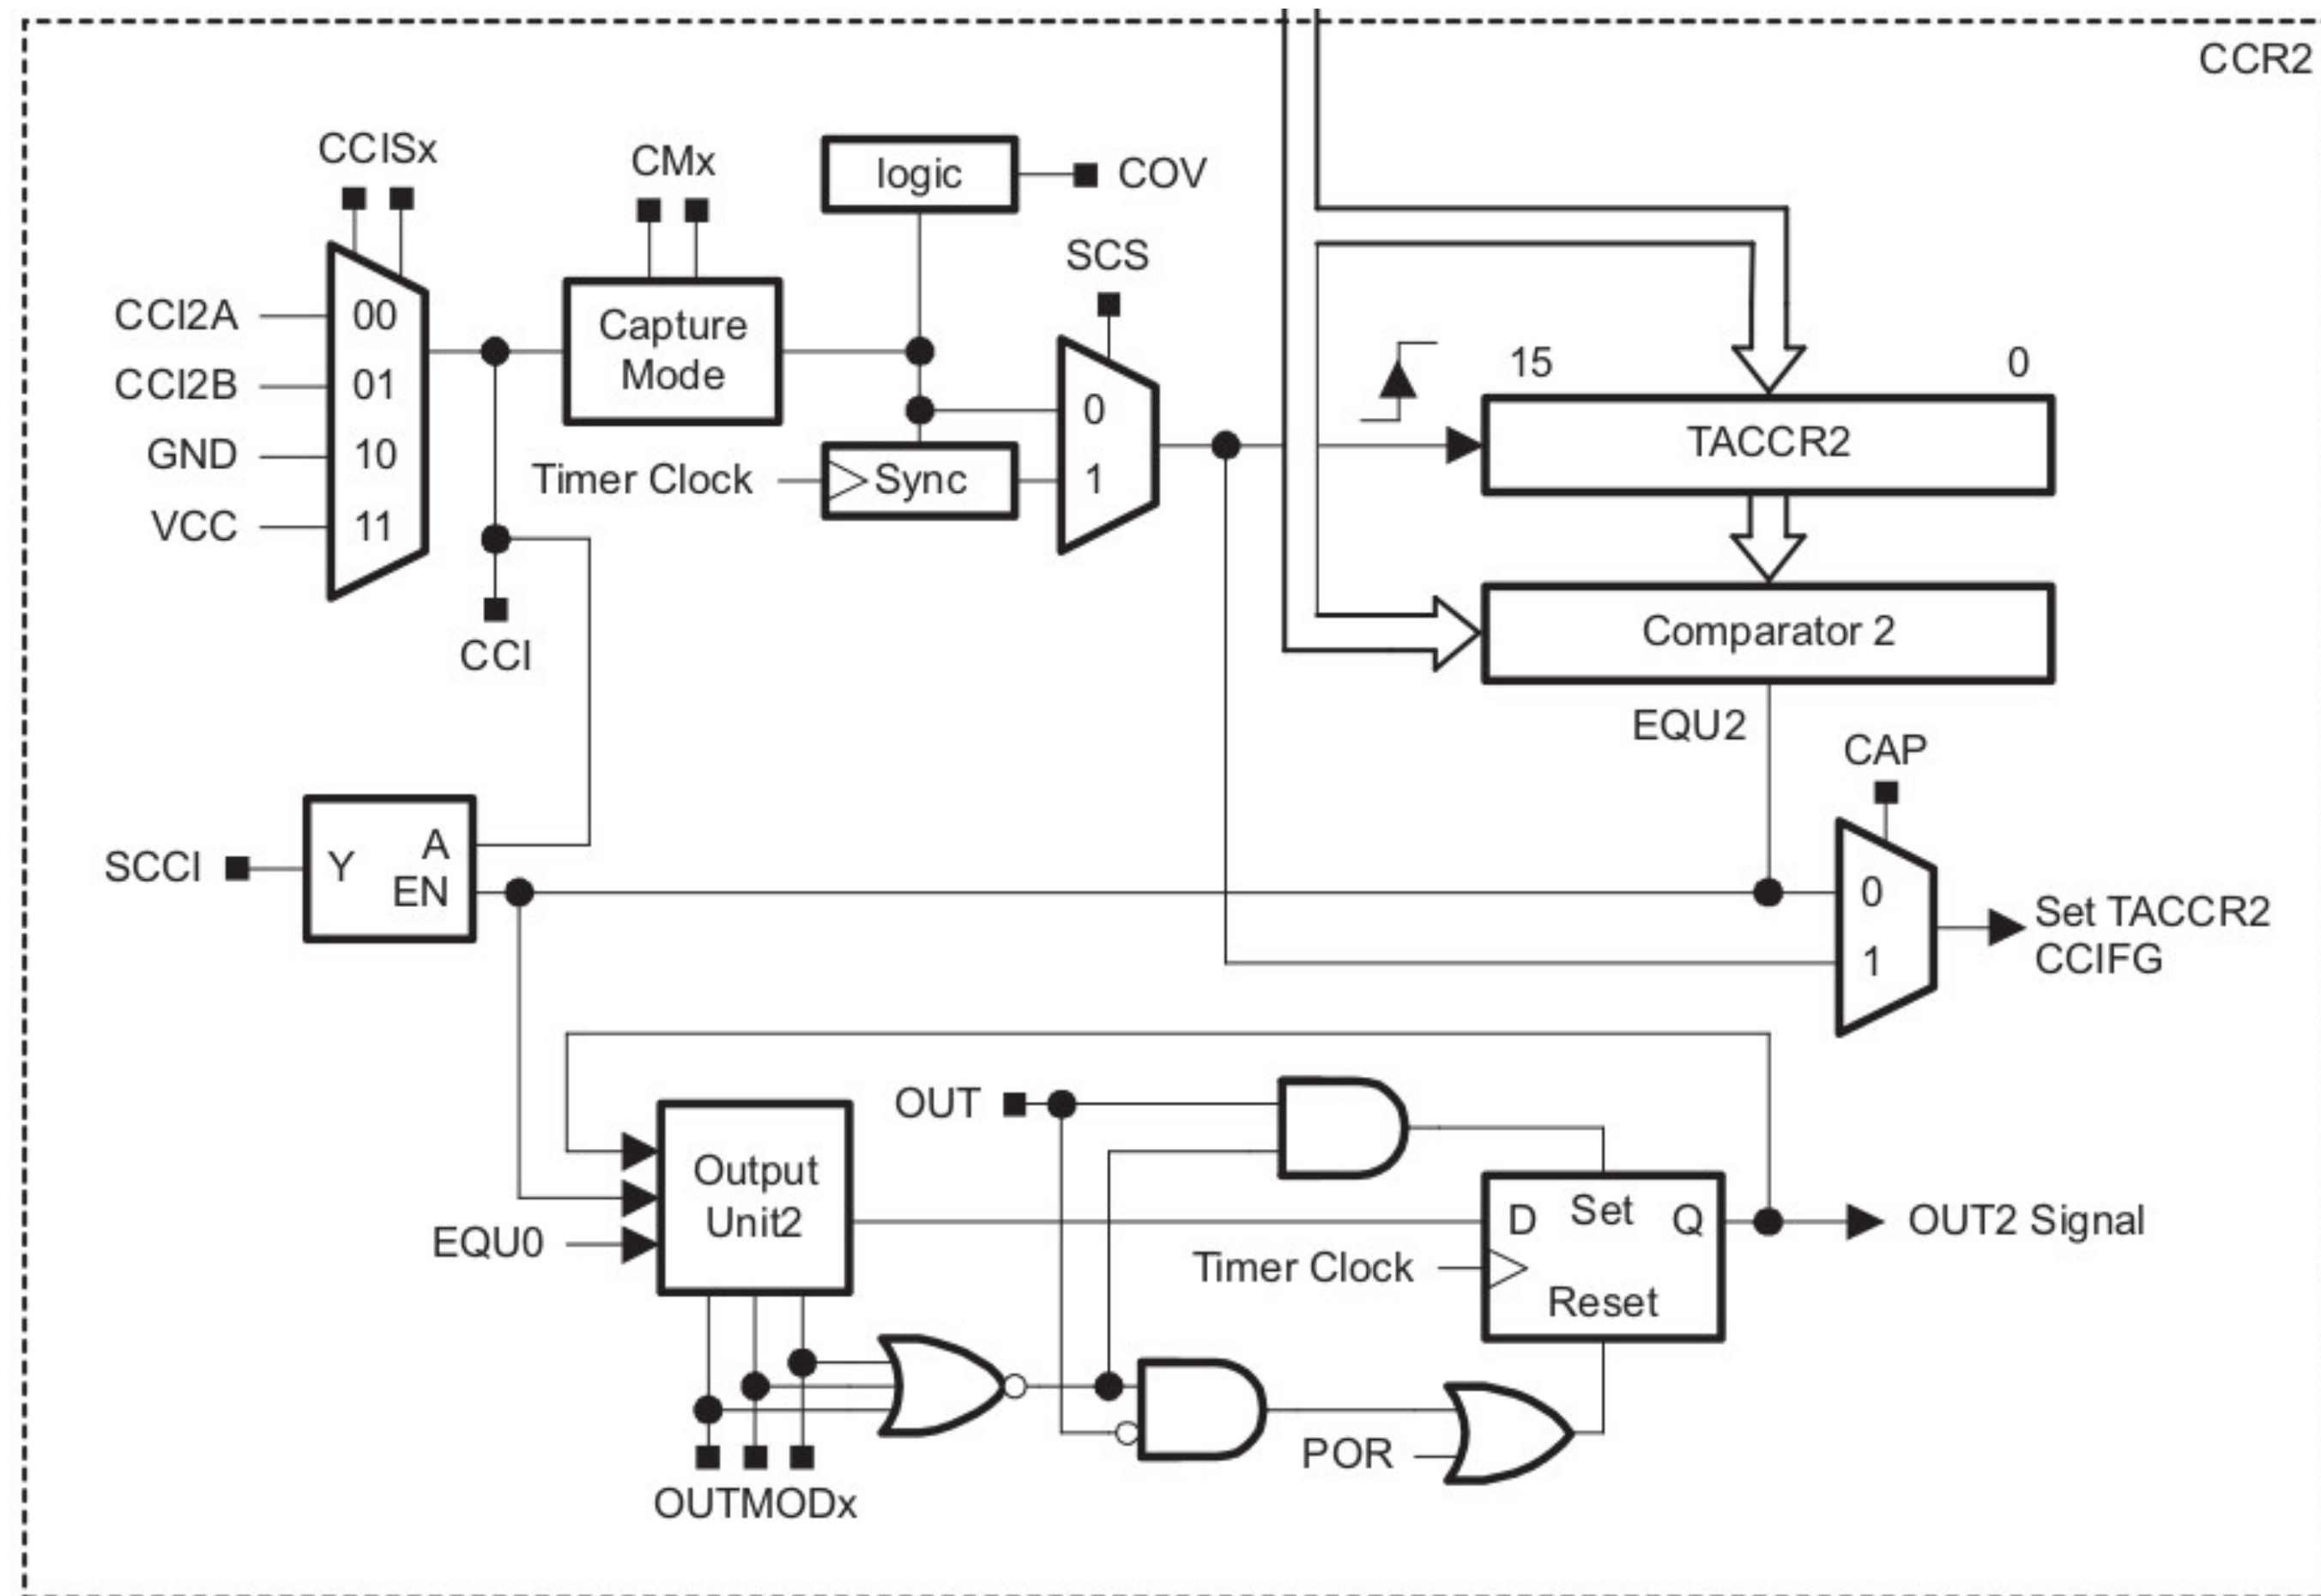 CCR2
CCISx
CMx
logic
COV
SCS
CCI2A
00
Capture
Mode
CCI2B
01
0
15
0
GND
10
Timer Clock
Sync
1
TACCR2
VCC
11
CCI
Comparator 2
EQU2
CAP
SCCI
Y
A
EN
0
Set TACCR2
CCIFG
1
OUT
Output
Unit2
EQU0
D
Set
Q
OUT2 Signal
Timer Clock
Reset
POR
OUTMODx